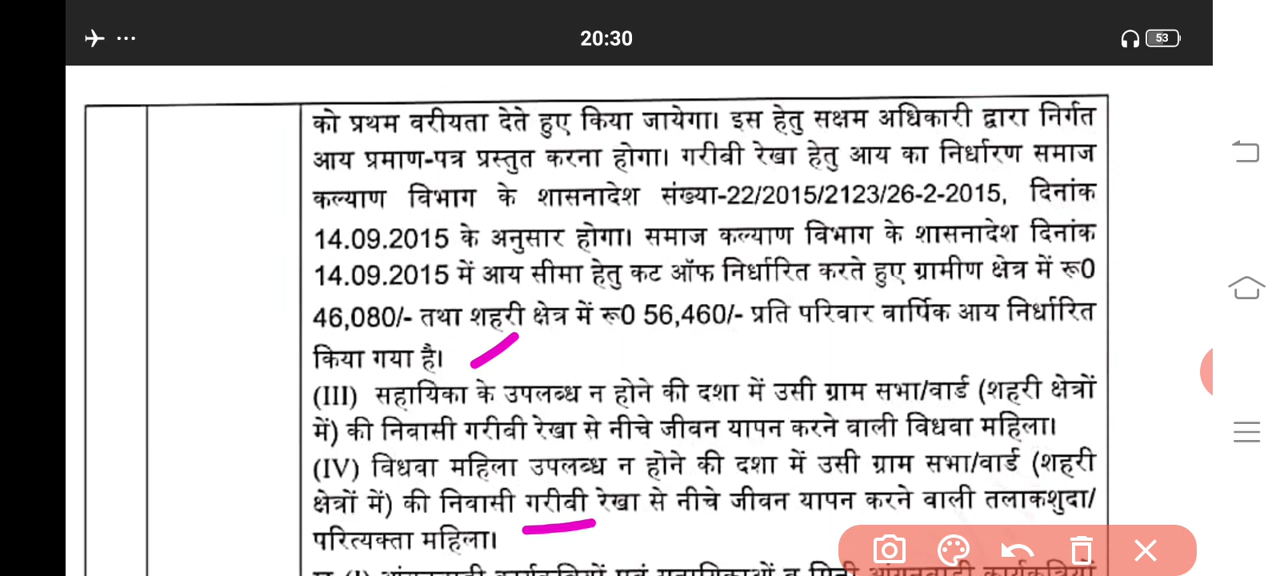 20:30
53
को प्रथम वरीयता देते हुए किया जायेगा। इस हेतु सक्षम अधिकारी द्वारा निर्गत
आय प्रमाण-पत्र प्रस्तुत करना होगा। गरीबी रेखा हेतु आय का निर्धारण समाज
कल्याण विभाग के शासनादेश संख्या-22/2015/2123/26-2-2015, दिनांक
14.09.2015 के अनुसार होगा। समाज कल्याण विभाग के शासनादेश दिनांक
14.09.2015 में आय सीमा हेतु कट ऑफ निर्धारित करते हुए ग्रामीण क्षेत्र में रू0
46,080/- तथा शहरी क्षेत्र में रू0 56,460/- प्रति परिवार वार्षिक आय निर्धारित
किया गया है।
(III) सहायिका के उपलब्ध न होने की दशा में उसी ग्राम सभा/वार्ड (शहरी क्षेत्रों
में) की निवासी गरीबी रेखा से नीचे जीवन यापन करने वाली विधवा महिला।
(IV) विधवा महिला उपलब्ध न होने की दशा में उसी ग्राम सभा/वार्ड (शहरी
क्षेत्रों में) की निवासी गरीबी रेखा से नीचे जीवन यापन करने वाली तलाकशुदा/
परित्यक्ता महिला।